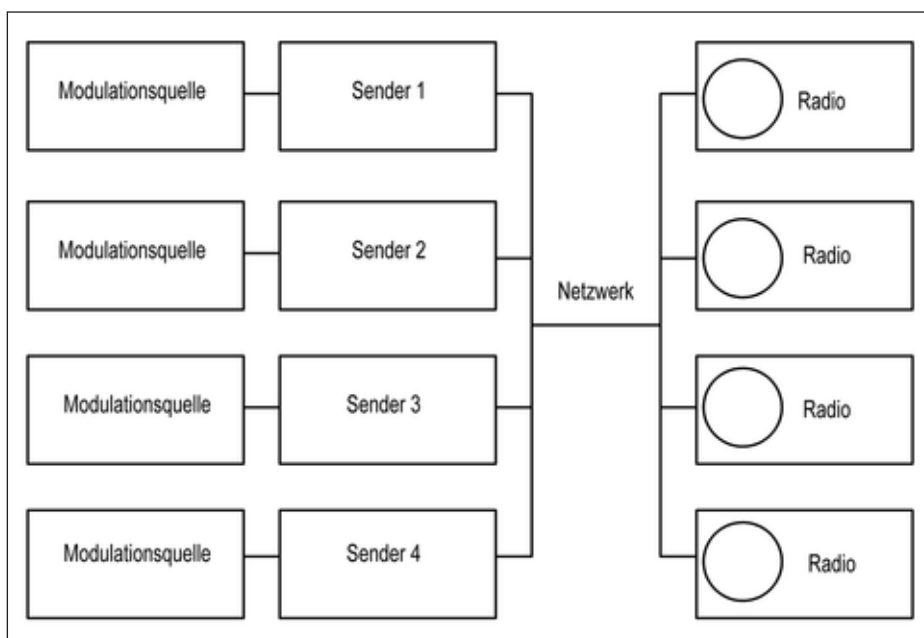 Modulationsquelle
Sender 1
Radio
Modulationsquelle
Sender 2
Radio
Netzwerk
Modulationsquelle
Sender 3
Radio
Modulationsquelle
Sender 4
Radio